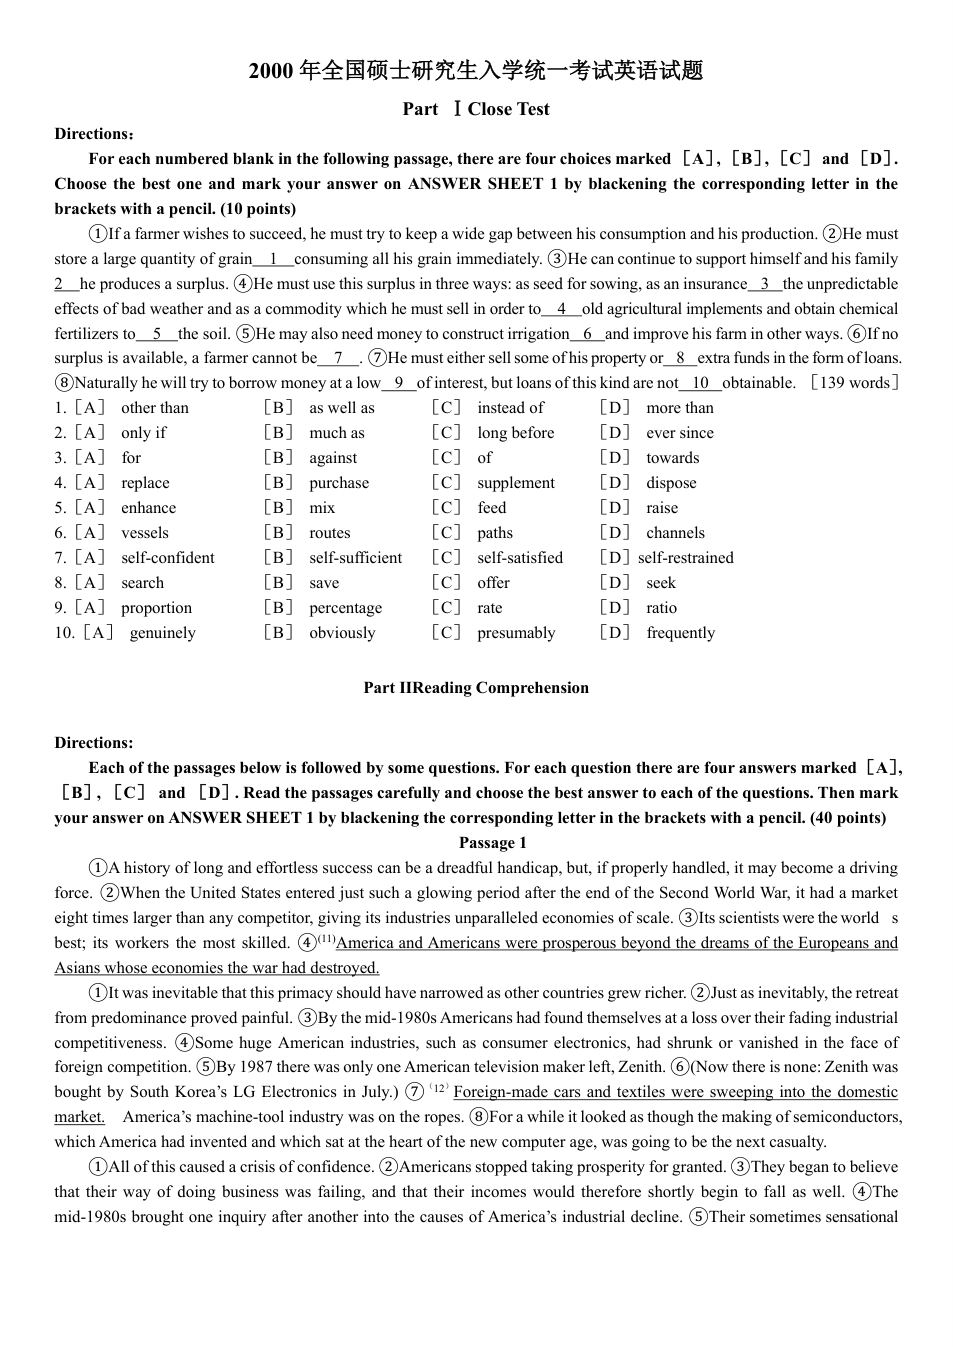 2000 年全国硕士研究生入学统一考试英语试题
Part Ⅰ Close Test
Directions：
For each numbered blank in the following passage, there are four choices marked ［A］, ［B］, ［C］ and ［D］.
Choose the best one and mark your answer on ANSWER SHEET 1 by blackening the corresponding letter in the
brackets with a pencil. (10 points)
①If a farmer wishes to succeed, he must try to keep a wide gap between his consumption and his production. ②He must
store a large quantity of grain__1__consuming all his grain immediately. ③He can continue to support himself and his family
2__he produces a surplus. ④He must use this surplus in three ways: as seed for sowing, as an insurance__3__the unpredictable
effects of bad weather and as a commodity which he must sell in order to__4__old agricultural implements and obtain chemical
fertilizers to__5__the soil. ⑤He may also need money to construct irrigation__6__and improve his farm in other ways. ⑥If no
surplus is available, a farmer cannot be__7__. ⑦He must either sell some of his property or__8__extra funds in the form of loans.
⑧Naturally he will try to borrow money at a low__9__of interest, but loans of this kind are not__10__obtainable. ［139 words］
1.［A］ other than ［B］ as well as ［C］ instead of ［D］ more than
2.［A］ only if ［B］ much as ［C］ long before ［D］ ever since
3.［A］ for ［B］ against ［C］ of ［D］ towards
4.［A］ replace ［B］ purchase ［C］ supplement ［D］ dispose
5.［A］ enhance ［B］ mix ［C］ feed ［D］ raise
6.［A］ vessels ［B］ routes ［C］ paths ［D］ channels
7.［A］ self-confident ［B］ self-sufficient ［C］ self-satisfied ［D］self-restrained
8.［A］ search ［B］ save ［C］ offer ［D］ seek
9.［A］ proportion ［B］ percentage ［C］ rate ［D］ ratio
10.［A］ genuinely ［B］ obviously ［C］ presumably ［D］ frequently
Part IIReading Comprehension
Directions:
Each of the passages below is followed by some questions. For each question there are four answers marked［A］,
［B］, ［C］ and ［D］. Read the passages carefully and choose the best answer to each of the questions. Then mark
your answer on ANSWER SHEET 1 by blackening the corresponding letter in the brackets with a pencil. (40 points)
Passage 1
①A history of long and effortless success can be a dreadful handicap, but, if properly handled, it may become a driving
force. ②When the United States entered just such a glowing period after the end of the Second World War, it had a market
eight times larger than any competitor, giving its industries unparalleled economies of scale. ③Its scientists were the world s
best; its workers the most skilled. ④(11)America and Americans were prosperous beyond the dreams of the Europeans and
Asians whose economies the war had destroyed.
①It was inevitable that this primacy should have narrowed as other countries grew richer. ②Just as inevitably, the retreat
from predominance proved painful. ③By the mid-1980s Americans had found themselves at a loss over their fading industrial
competitiveness. ④Some huge American industries, such as consumer electronics, had shrunk or vanished in the face of
foreign competition. ⑤By 1987 there was only one American television maker left, Zenith. ⑥(Now there is none: Zenith was
bought by South Korea’s LG Electronics in July.) ⑦（12）Foreign-made cars and textiles were sweeping into the domestic
market. America’s machine-tool industry was on the ropes. ⑧For a while it looked as though the making of semiconductors,
which America had invented and which sat at the heart of the new computer age, was going to be the next casualty.
①All of this caused a crisis of confidence. ②Americans stopped taking prosperity for granted. ③They began to believe
that their way of doing business was failing, and that their incomes would therefore shortly begin to fall as well. ④The
mid-1980s brought one inquiry after another into the causes of America’s industrial decline. ⑤Their sometimes sensational